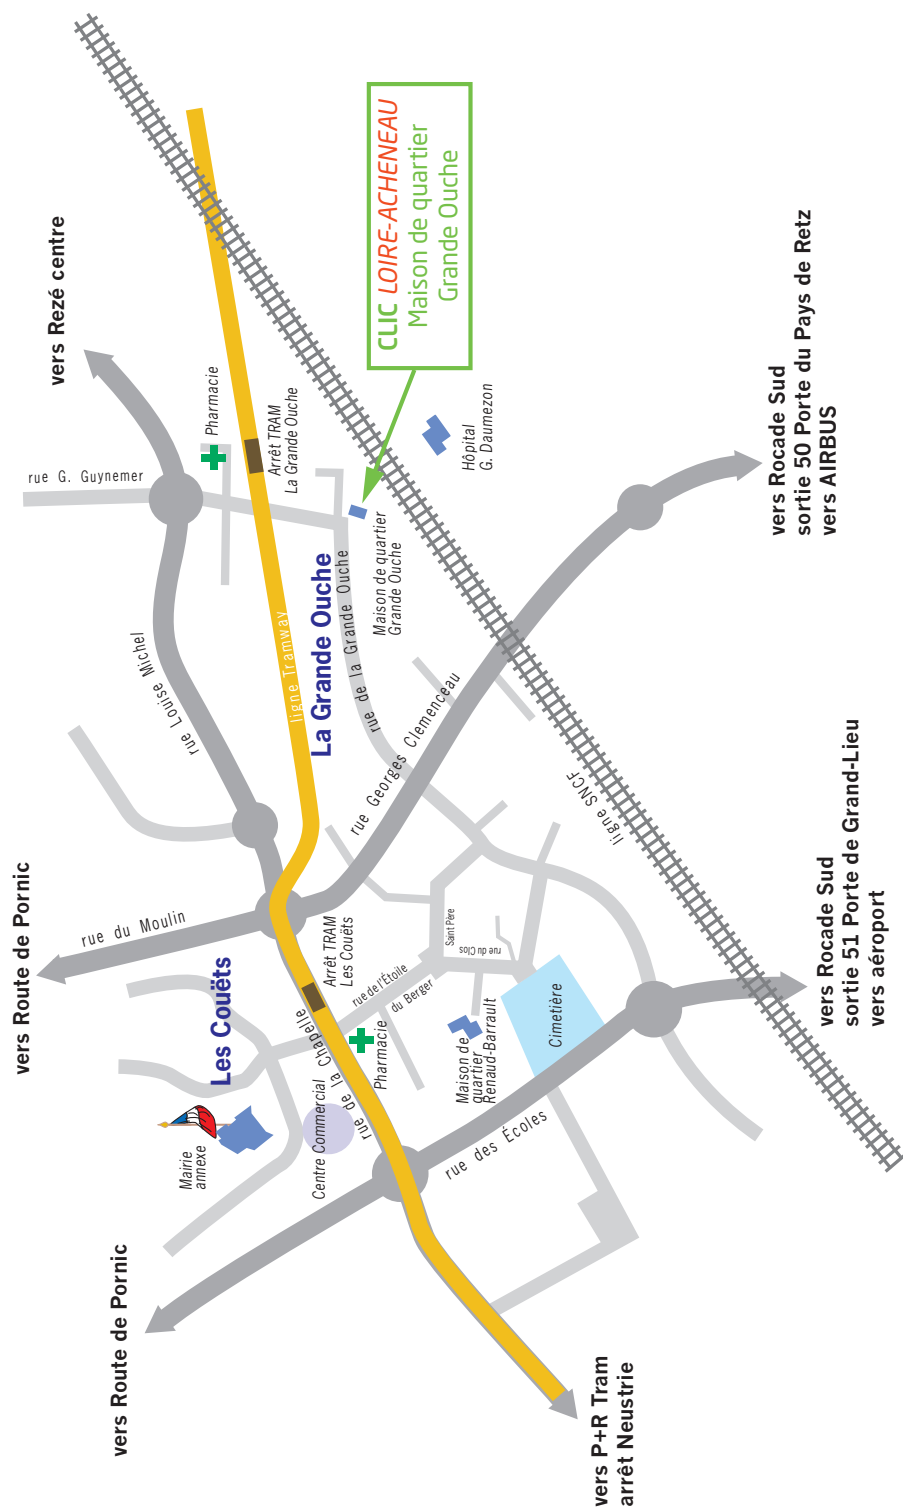 vers Route de Pornic
vers Route de Pornic
vers Rezé centre
rue du Moulin
rue Louise Michel
rue G. Guynemer
Pharmacie
Arrêt TRAM
La Grande Ouche
CLIC LOIRE-ACHENEAU
Maison de quartier
Grande Ouche
Mairie
annexe
Les Couëts
Centre Commercial
rue de la Chapelle
Arrêt TRAM
Les Couëts
ligne Tramway
La Grande Ouche
rue de la Grande Ouche
Maison de quartier
Grande Ouche
Hôpital
G. Daumezon
Pharmacie
rue de l'Étoile
du Berger
Saint Père
rue du Clos
rue Georges Clemenceau
Maison de
quartier
Renaud-Barrault
Cimetière
rue des Écoles
ligne SNCF
vers P+R Tram
arrêt Neustrie
vers Rocade Sud
sortie 51 Porte de Grand-Lieu
vers aéroport
vers Rocade Sud
sortie 50 Porte du Pays de Retz
vers AIRBUS